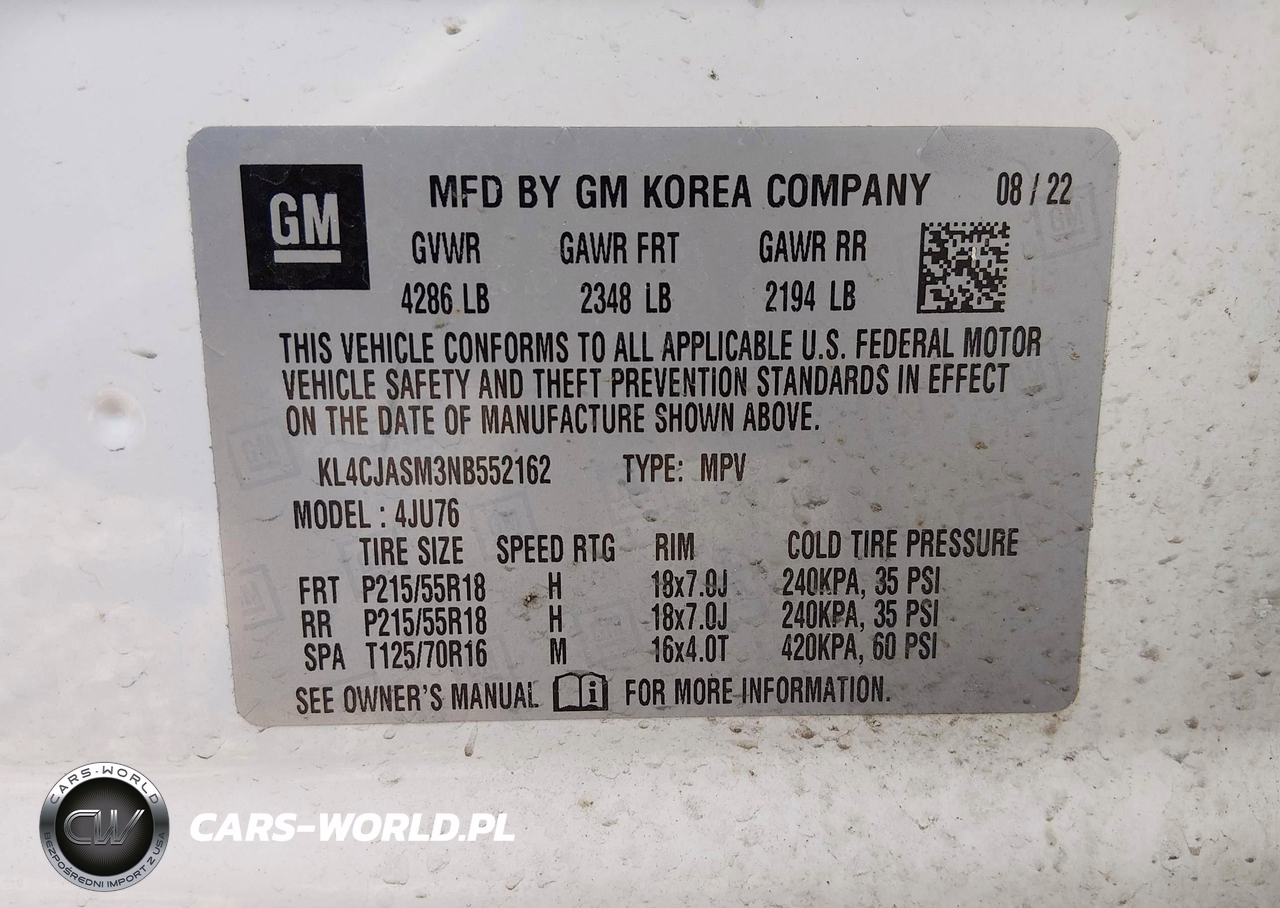 GM
MFD BY GM KOREA COMPANY 08 / 22
GVWR GAWR FRT GAWR RR
4286 LB 2348 LB 2194 LB
THIS VEHICLE CONFORMS TO ALL APPLICABLE U.S. FEDERAL MOTOR
VEHICLE SAFETY AND THEFT PREVENTION STANDARDS IN EFFECT
ON THE DATE OF MANUFACTURE SHOWN ABOVE.
KL4CJASM3NB552162 TYPE: MPV
MODEL : 4JU76
TIRE SIZE SPEED RTG RIM COLD TIRE PRESSURE
FRT P215/55R18 H 18x7.0J 240KPA, 35 PSI
RR P215/55R18 H 18x7.0J 240KPA, 35 PSI
SPA T125/70R16 M 16x4.0T 420KPA, 60 PSI
SEE OWNER'S MANUAL i FOR MORE INFORMATION.
CARS-WORLD
CW
BEZPOŚREDNI IMPORT Z USA
CARS-WORLD.PL